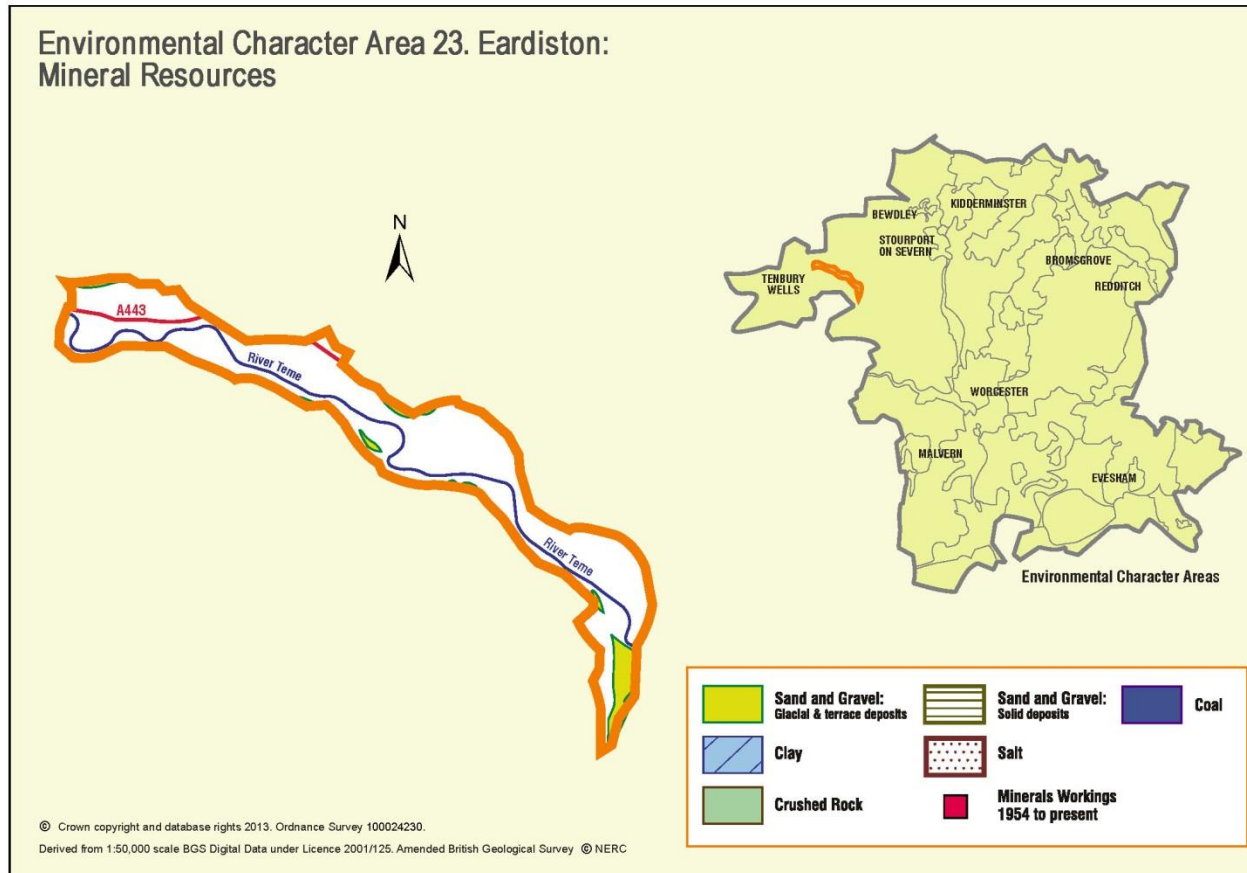 Environmental Character Area 23. Eardiston:
Mineral Resources
N
A443
River Teme
River Teme
KIDDERMINSTER
BEWDLEY
STOURPORT
ON SEVERN
BROMSGROVE
TENBURY
WELLS
REDDITCH
WORCESTER
MALVERN
EVESHAM
Environmental Character Areas
Sand and Gravel:
Glacial & terrace deposits
Sand and Gravel:
Solid deposits
Coal
Clay
Salt
Crushed Rock
Minerals Workings
1954 to present
© Crown copyright and database rights 2013. Ordnance Survey 100024230.
Derived from 1:50,000 scale BGS Digital Data under Licence 2001/125. Amended British Geological Survey © NERC